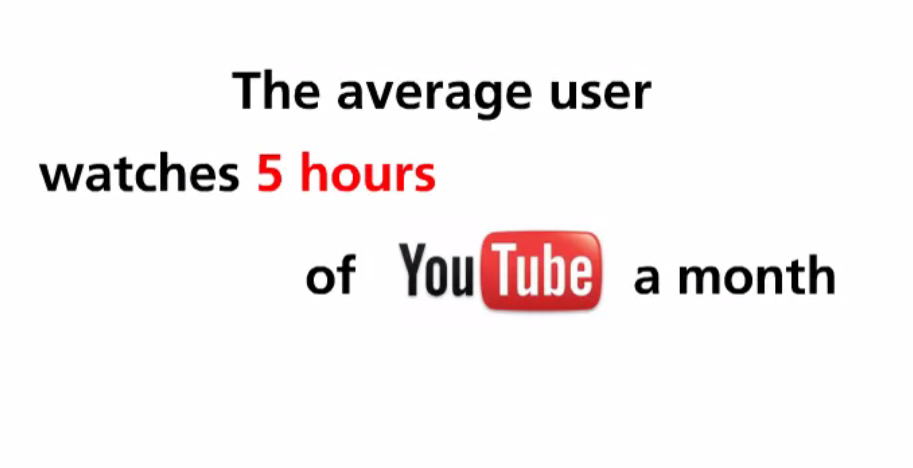 The average user
watches 5 hours
of YouTube a month